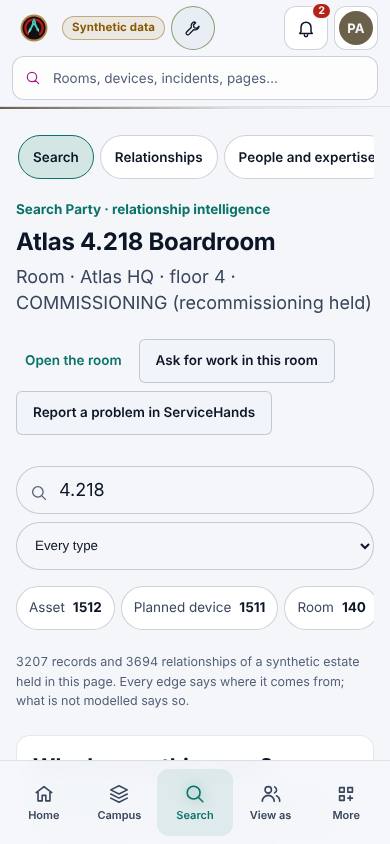 Synthetic data
2
PA
Rooms, devices, incidents, pages...
Search
Relationships
People and expertise
Search Party · relationship intelligence
Atlas 4.218 Boardroom
Room · Atlas HQ · floor 4 ·
COMMISSIONING (recommissioning held)
Open the room
Ask for work in this room
Report a problem in ServiceHands
4.218
Every type
Asset 1512
Planned device 1511
Room 140
3207 records and 3694 relationships of a synthetic estate
held in this page. Every edge says where it comes from;
what is not modelled says so.
Home
Campus
Search
View as
More